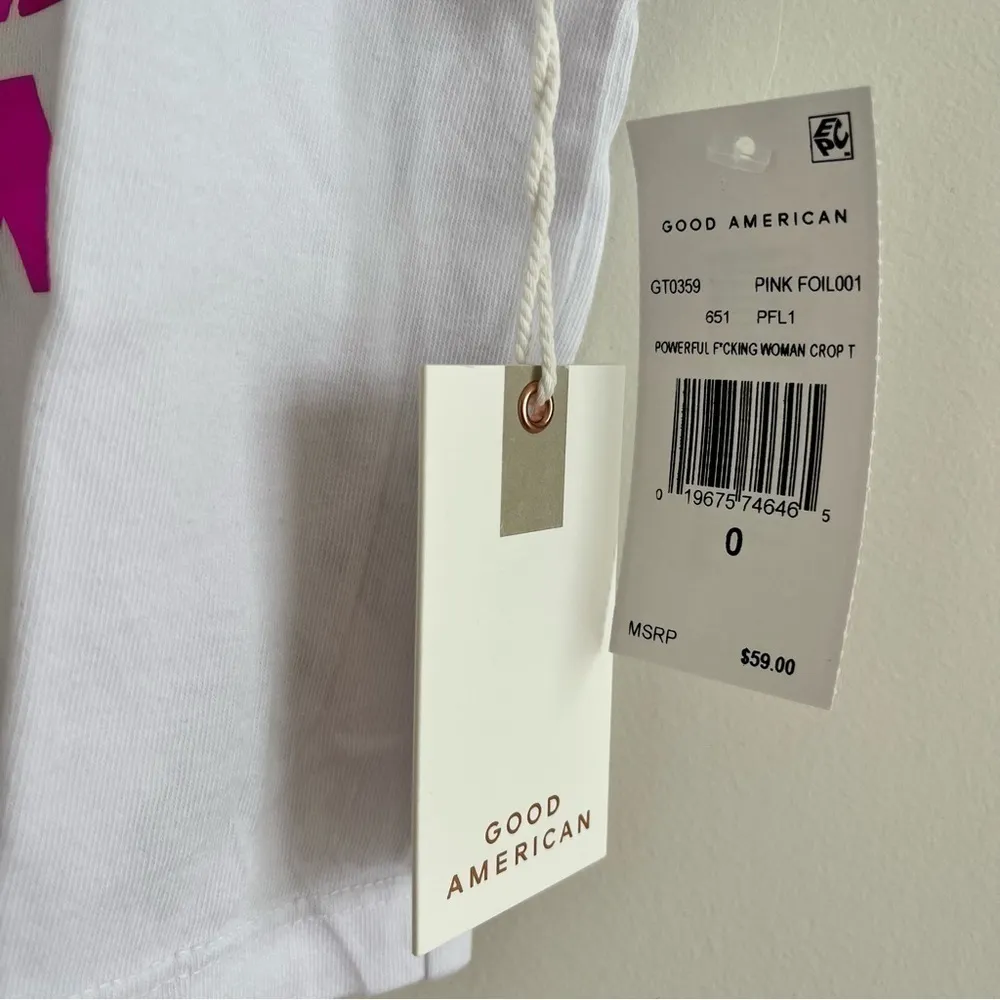 EPC
GOOD AMERICAN
GT0359 PINK FOIL001
651 PFL1
POWERFUL F*CKING WOMAN CROP T
0 19675 74646 5
0
MSRP
$59.00
GOOD
AMERICAN